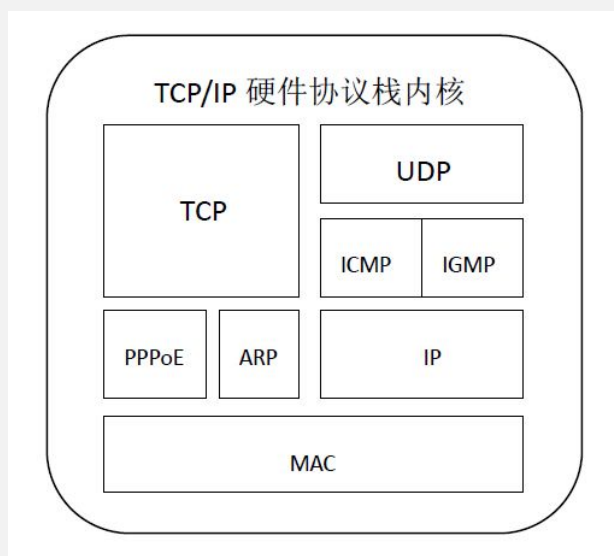 TCP/IP 硬件协议栈内核
TCP
UDP
ICMP
IGMP
PPPoE
ARP
IP
MAC